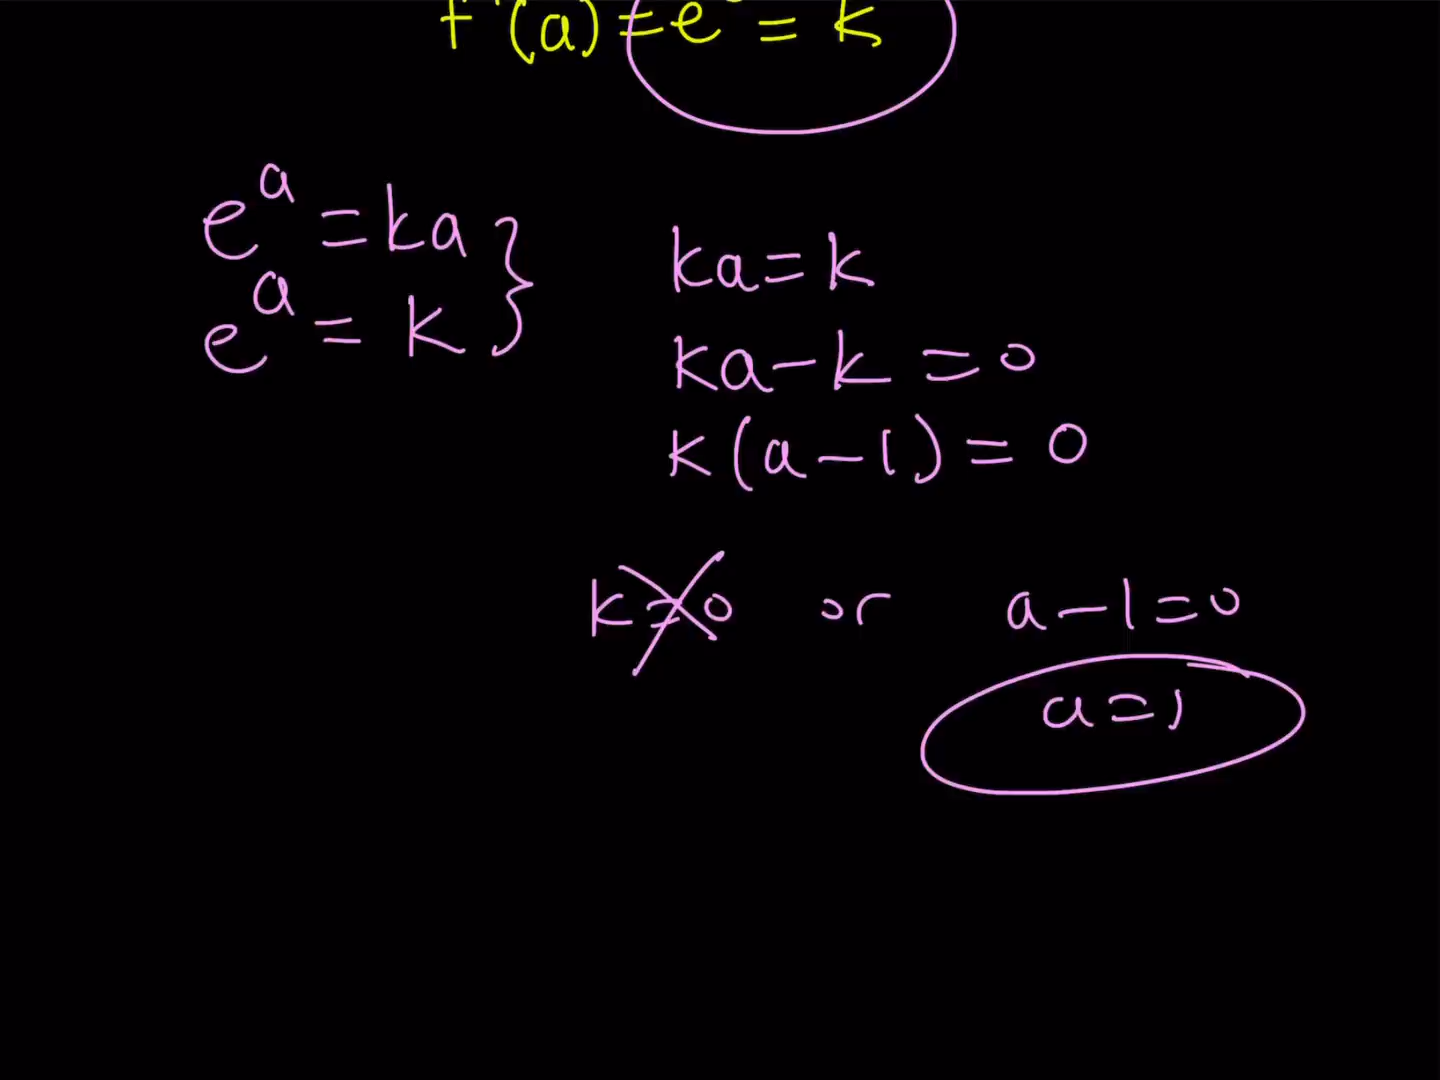 f'(a) = e = k
e^a = ka
e^a = k
ka = k
ka - k = 0
k(a - 1) = 0
k = 0 or a - 1 = 0
a = 1